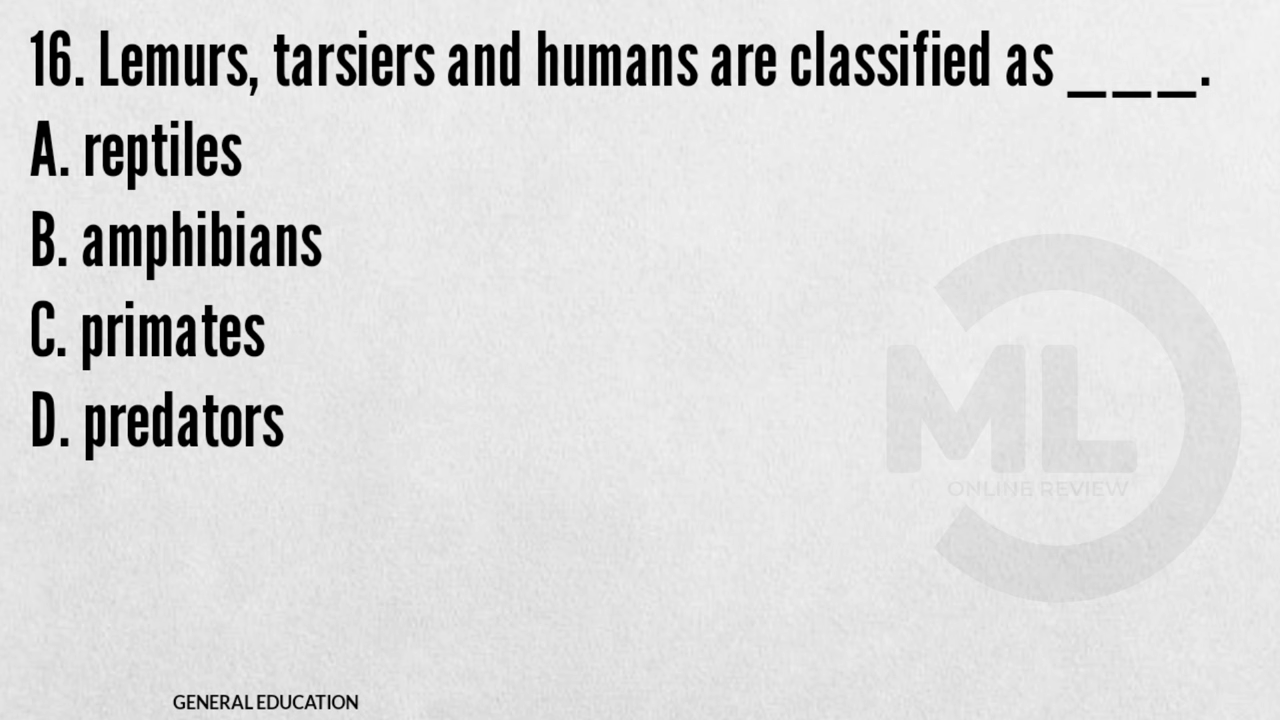 16. Lemurs, tarsiers and humans are classified as ___.
A. reptiles
B. amphibians
C. primates
D. predators
ML
ONLINE REVIEW
GENERAL EDUCATION